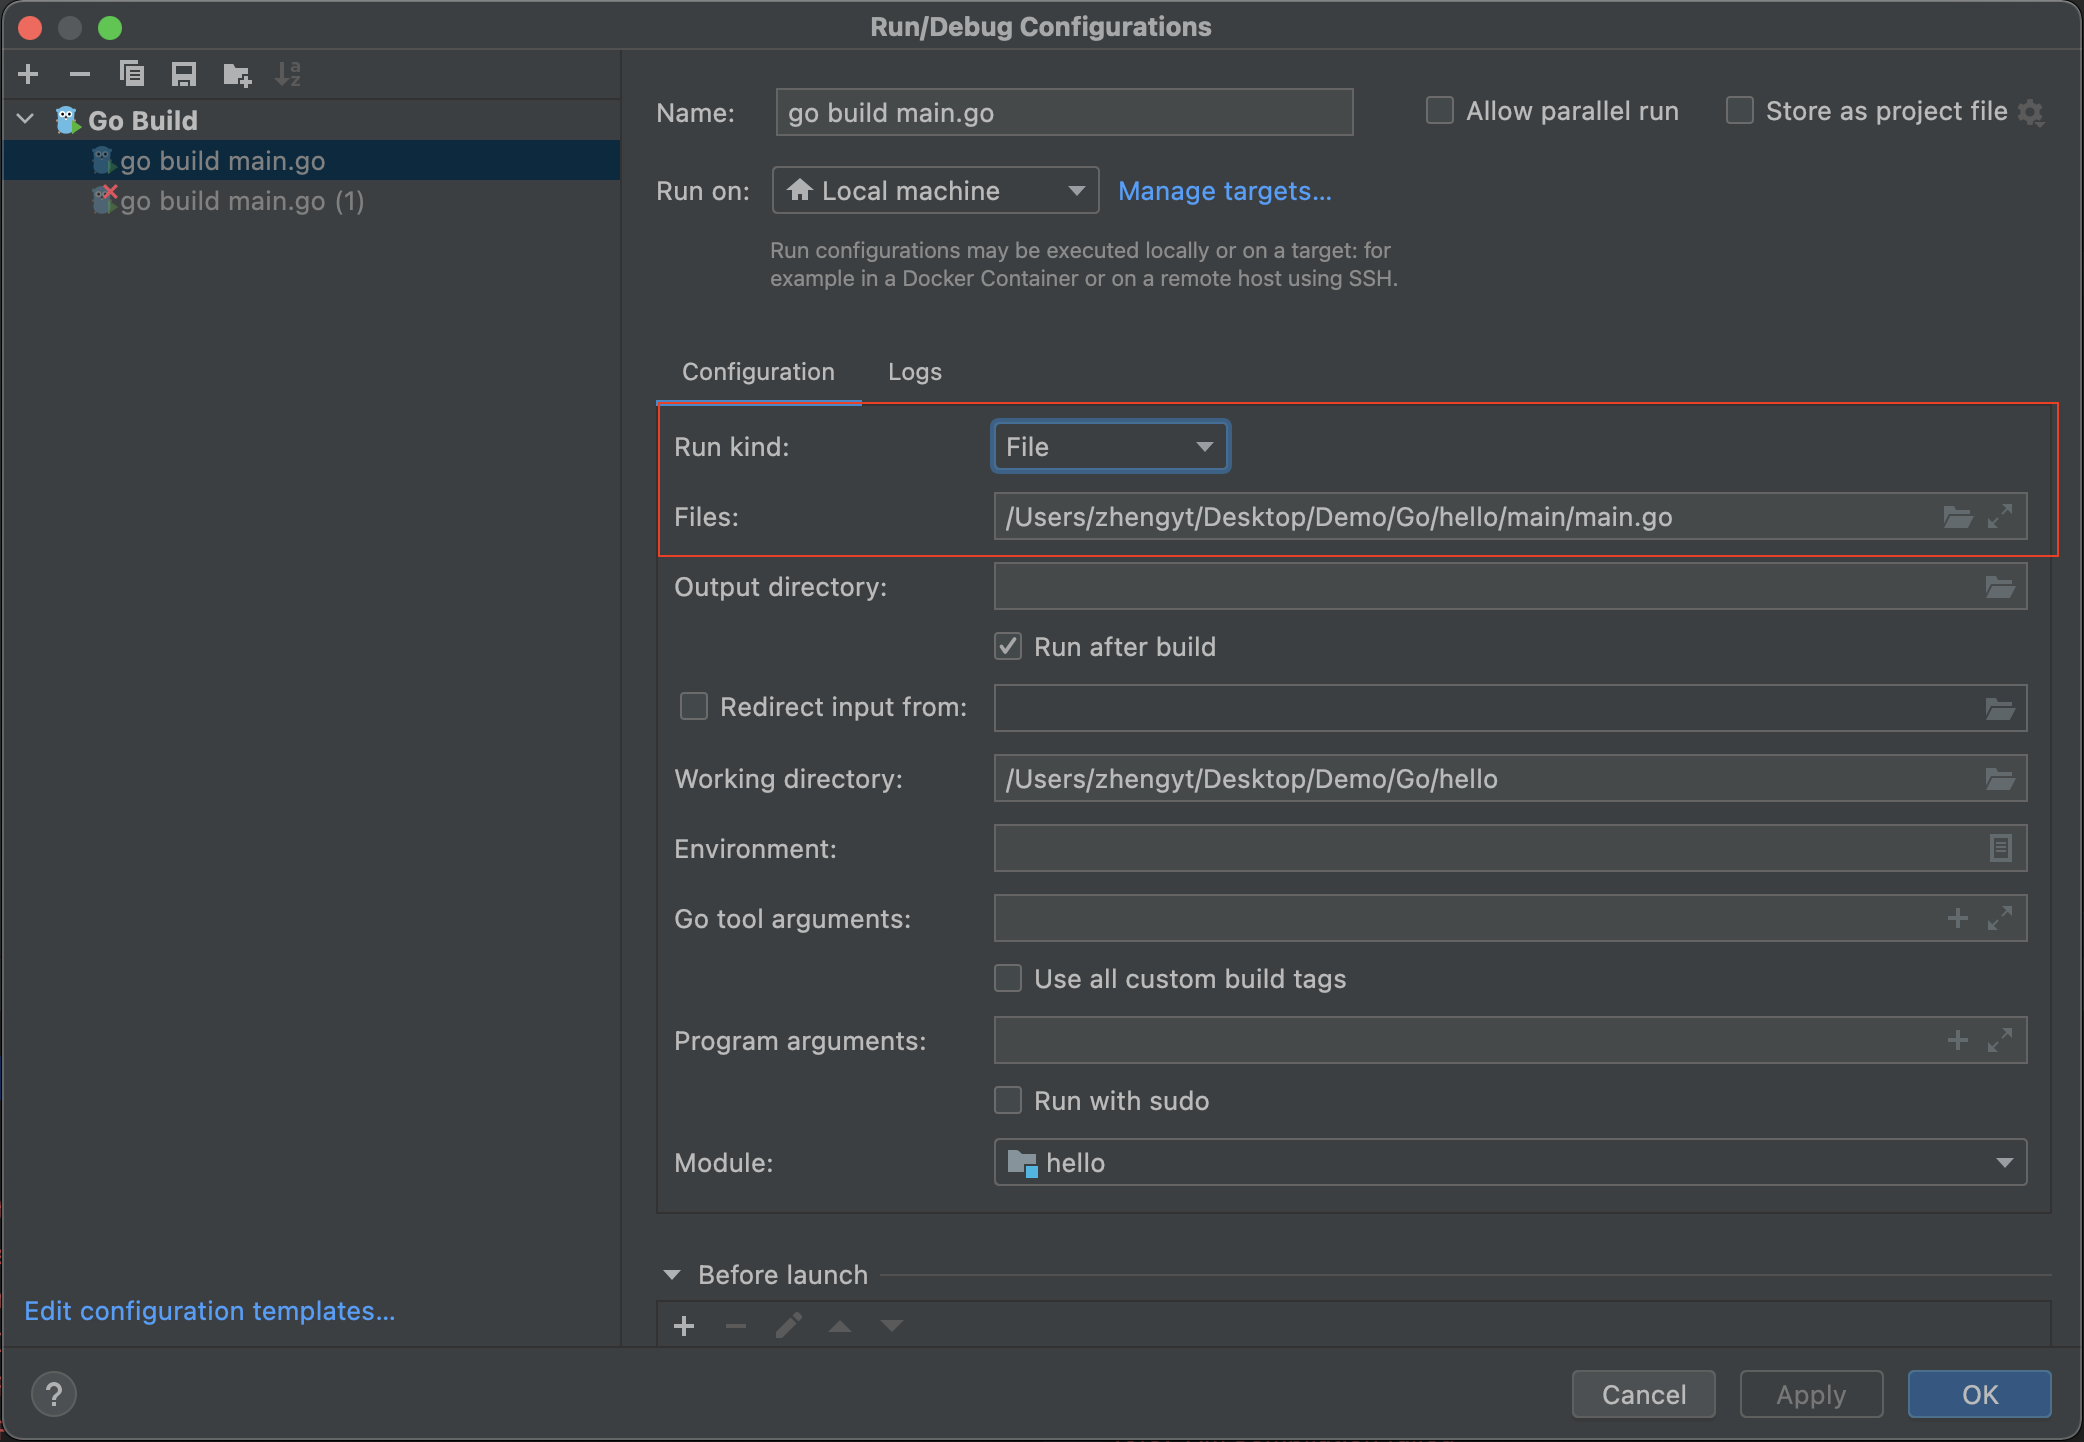 Run/Debug Configurations
Go Build
go build main.go
go build main.go (1)
Edit configuration templates...
Name: go build main.go Allow parallel run Store as project file
Run on: Local machine Manage targets...
Run configurations may be executed locally or on a target: for
example in a Docker Container or on a remote host using SSH.
Configuration Logs
Run kind: File
Files: /Users/zhengyt/Desktop/Demo/Go/hello/main/main.go
Output directory:
Run after build
Redirect input from:
Working directory: /Users/zhengyt/Desktop/Demo/Go/hello
Environment:
Go tool arguments:
Use all custom build tags
Program arguments:
Run with sudo
Module: hello
Before launch
? Cancel Apply OK